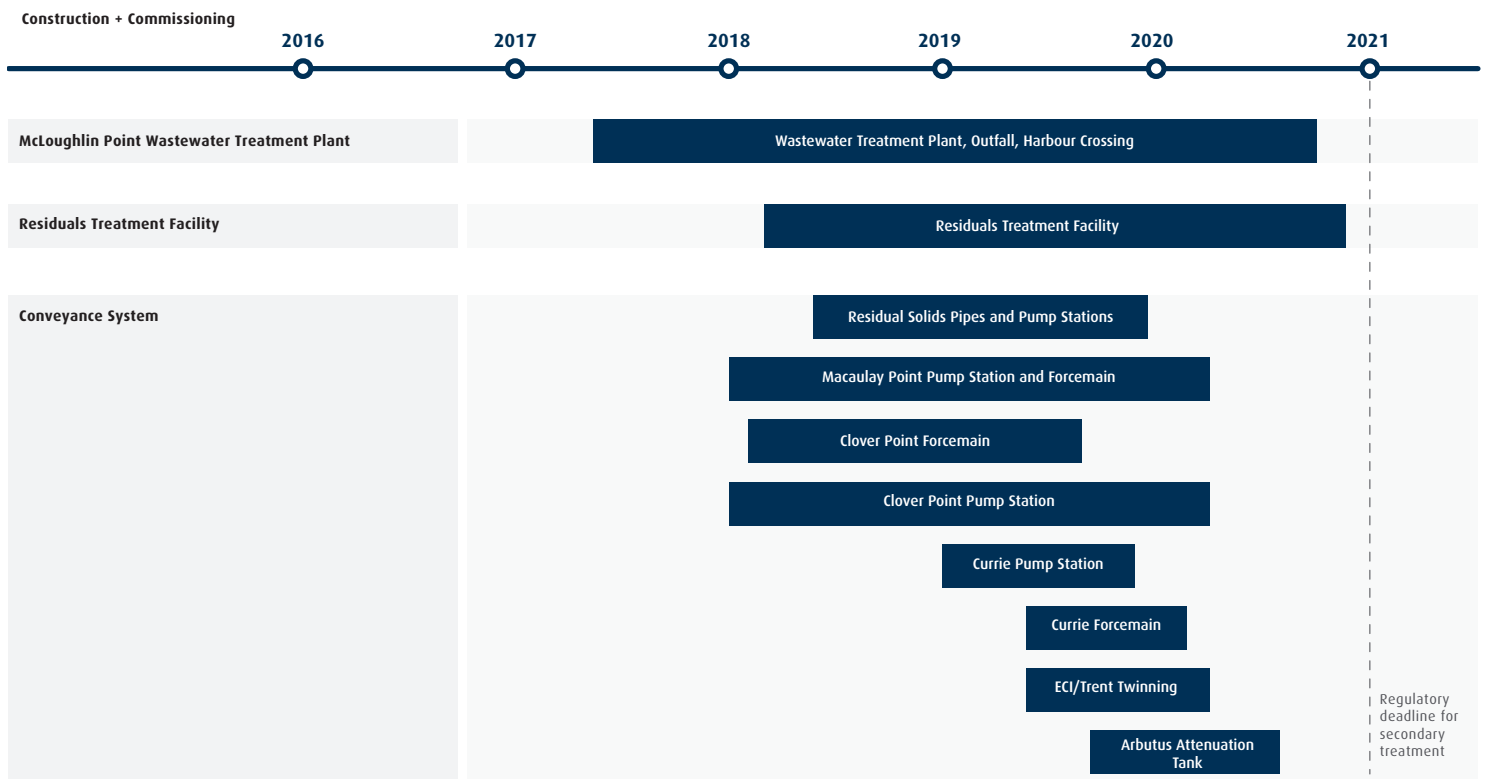 Construction + Commissioning
2016 2017 2018 2019 2020 2021
McLoughlin Point Wastewater Treatment Plant
Wastewater Treatment Plant, Outfall, Harbour Crossing
Residuals Treatment Facility
Residuals Treatment Facility
Conveyance System
Residual Solids Pipes and Pump Stations
Macaulay Point Pump Station and Forcemain
Clover Point Forcemain
Clover Point Pump Station
Currie Pump Station
Currie Forcemain
ECI/Trent Twinning
Arbutus Attenuation
Tank
Regulatory
deadline for
secondary
treatment